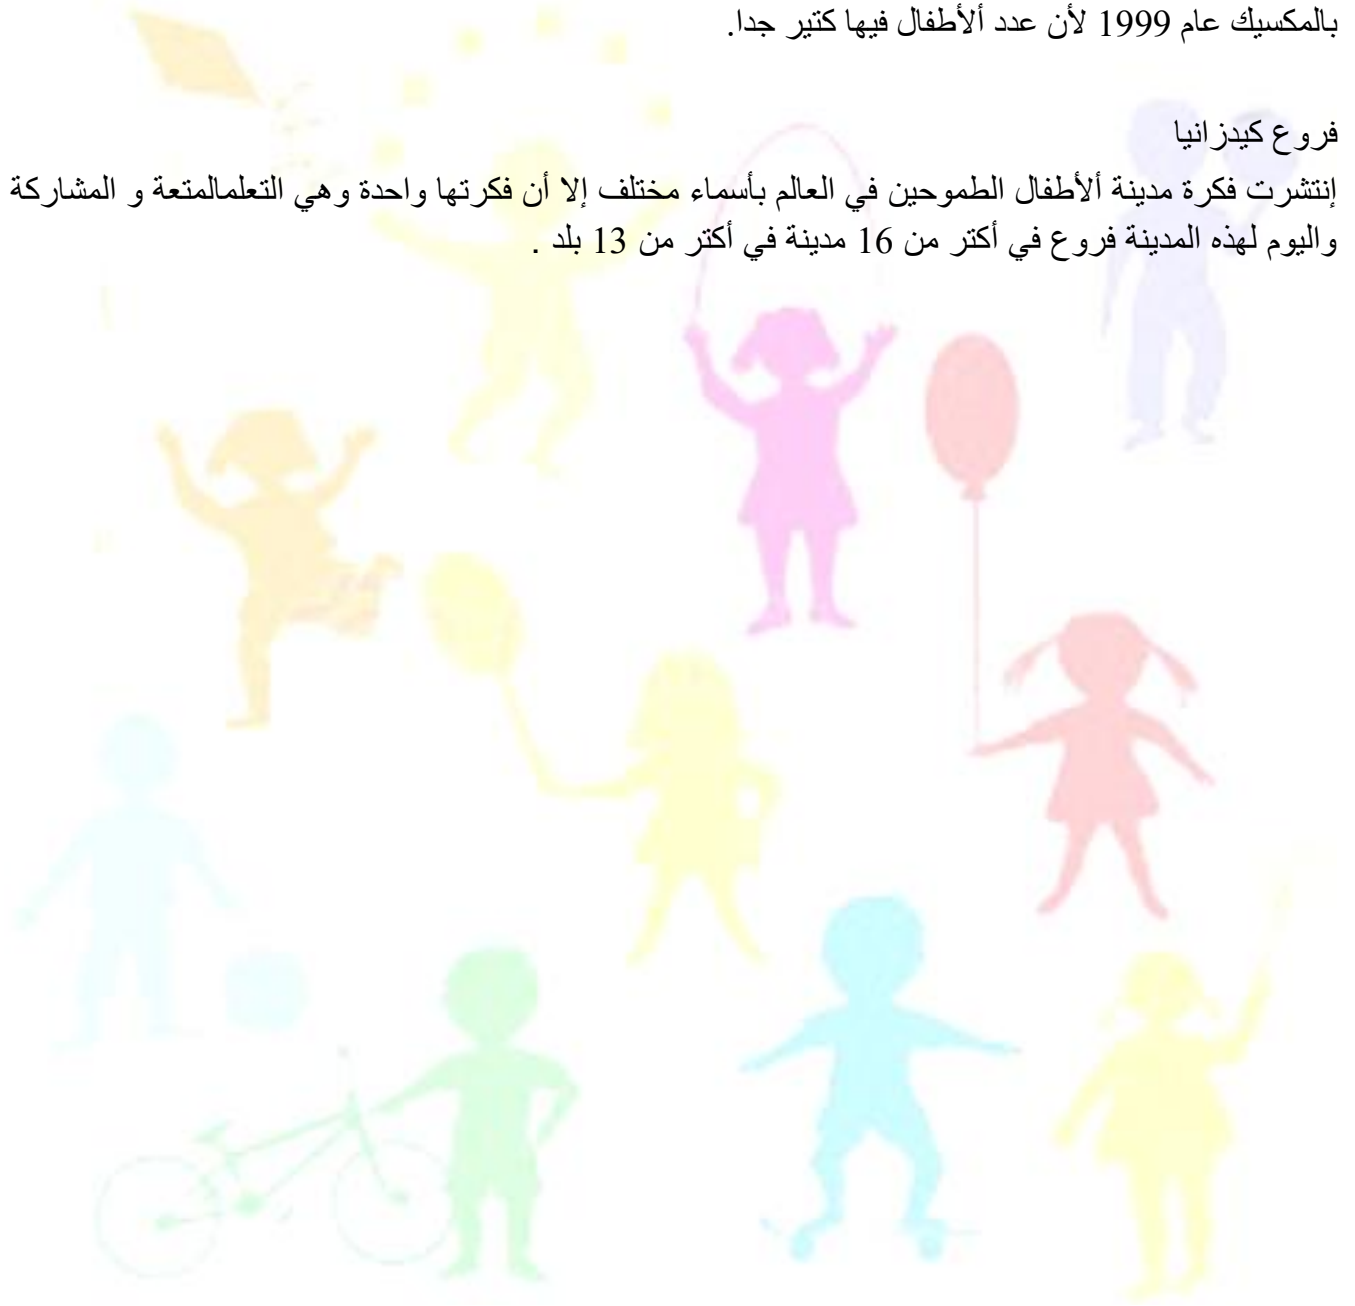 بالمكسيك عام 1999 لأن عدد ألأطفال فيها كتير جدا.
فروع كيدزانيا
إنتشرت فكرة مدينة ألأطفال الطموحين في العالم بأسماء مختلف إلا أن فكرتها واحدة وهي التعلمالمتعة و المشاركة
واليوم لهذه المدينة فروع في أكتر من 16 مدينة في أكتر من 13 بلد .